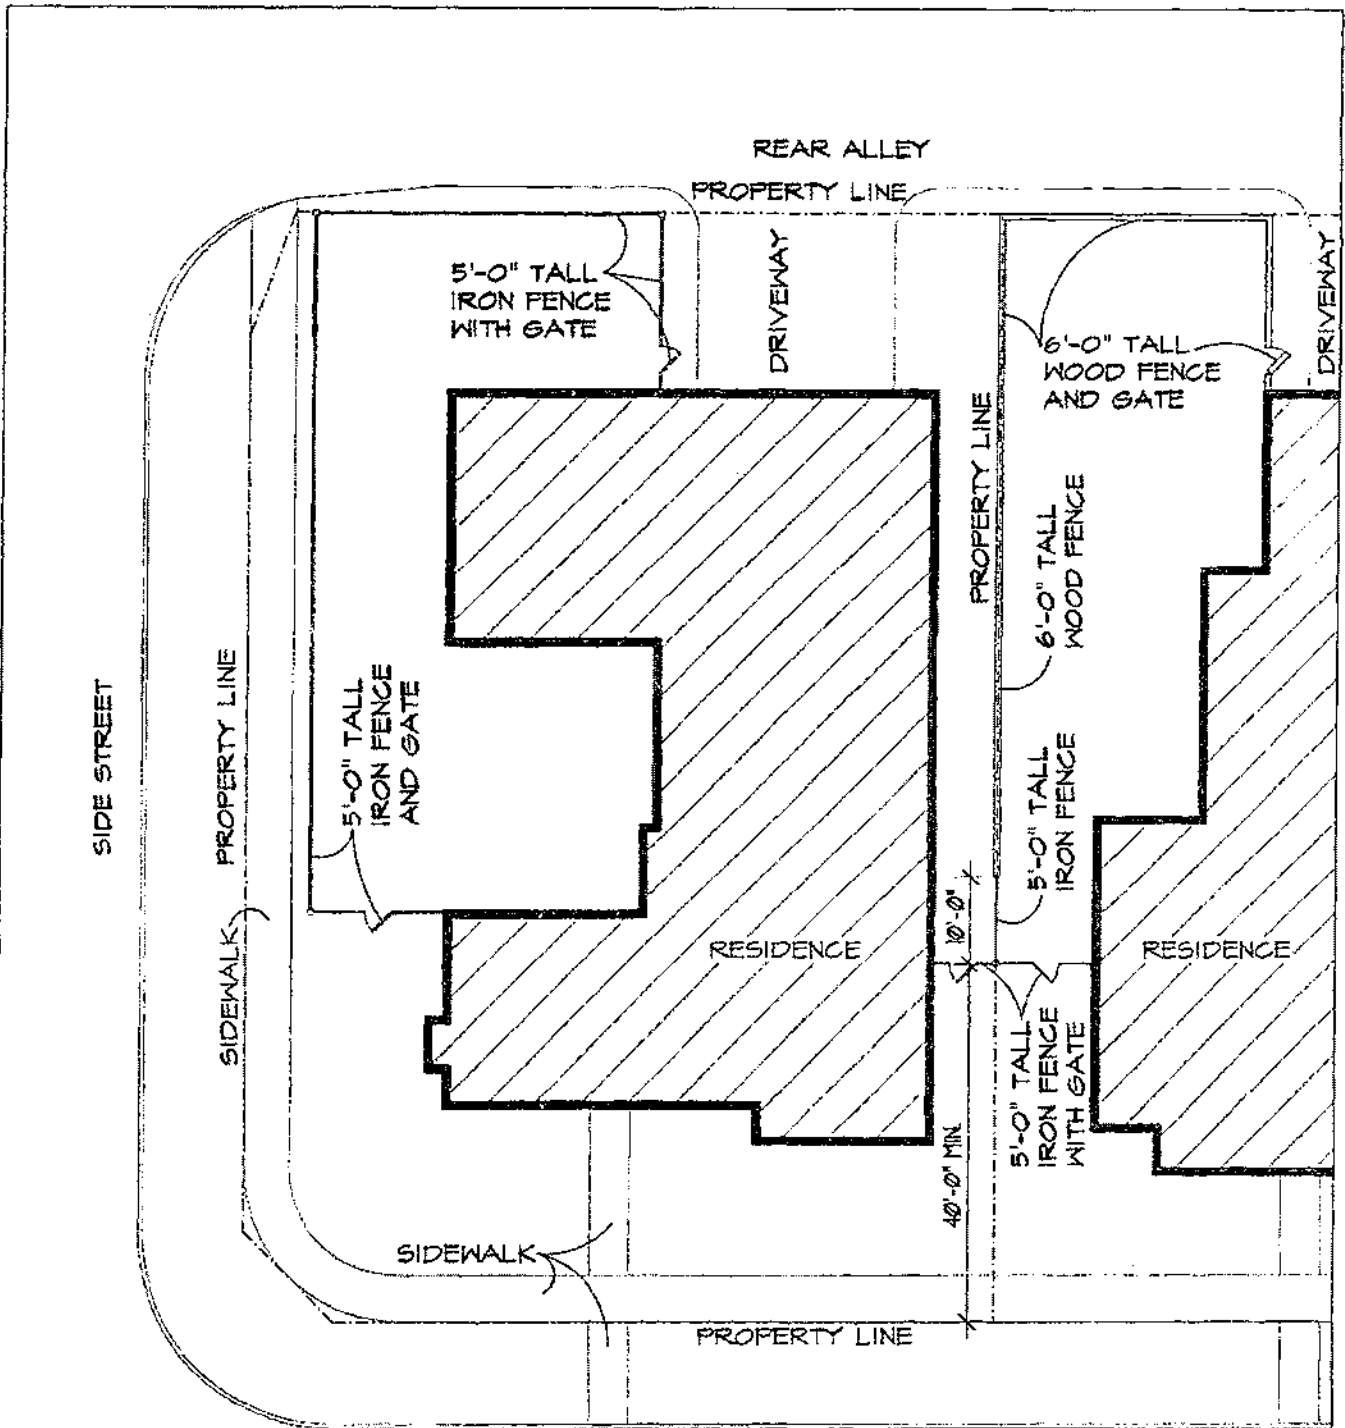 REAR ALLEY
PROPERTY LINE
5'-0" TALL
IRON FENCE
WITH GATE
DRIVEWAY
DRIVEWAY
6'-0" TALL
WOOD FENCE
AND GATE
PROPERTY LINE
6'-0" TALL
WOOD FENCE
SIDE STREET
PROPERTY LINE
5'-0" TALL
IRON FENCE
AND GATE
5'-0" TALL
IRON FENCE
SIDEWALK
10'-0"
RESIDENCE
RESIDENCE
5'-0" TALL
IRON FENCE
WITH GATE
40'-0" MIN.
SIDEWALK
PROPERTY LINE